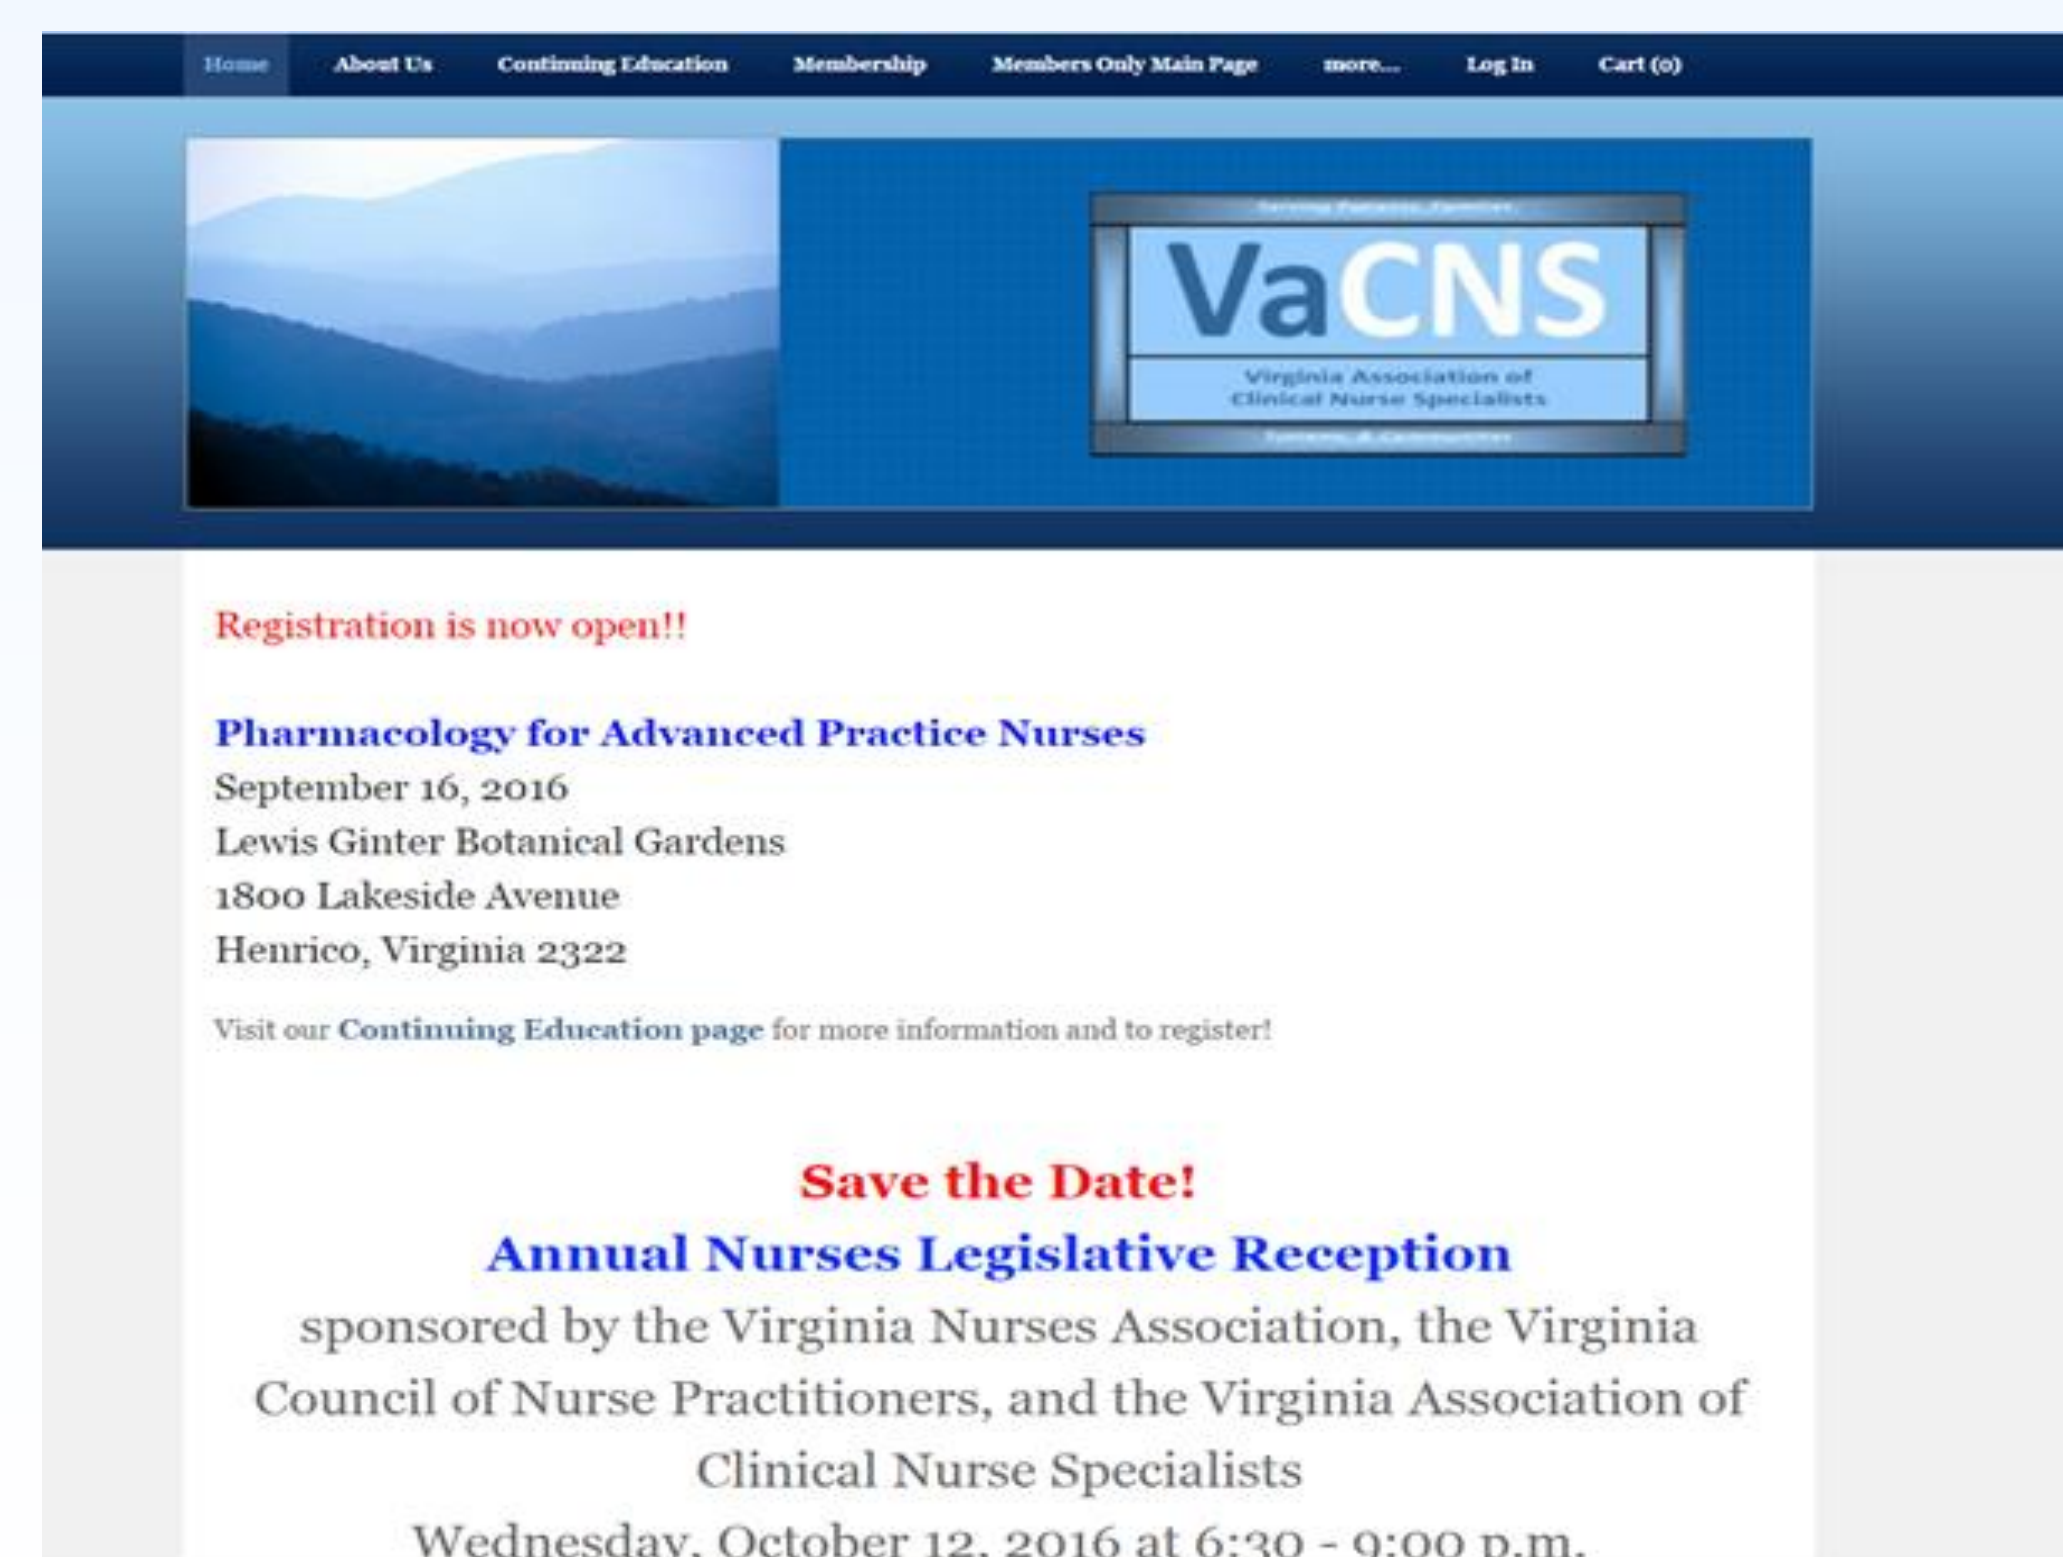 Home About Us Continuing Education Membership Members Only Main Page more... Log In Cart (0)
VaCNS
Virginia Association of
Clinical Nurse Specialists
Registration is now open!!
Pharmacology for Advanced Practice Nurses
September 16, 2016
Lewis Ginter Botanical Gardens
1800 Lakeside Avenue
Henrico, Virginia 2322
Visit our Continuing Education page for more information and to register!
Save the Date!
Annual Nurses Legislative Reception
sponsored by the Virginia Nurses Association, the Virginia
Council of Nurse Practitioners, and the Virginia Association of
Clinical Nurse Specialists
Wednesday, October 12, 2016 at 6:30 - 9:00 p.m.